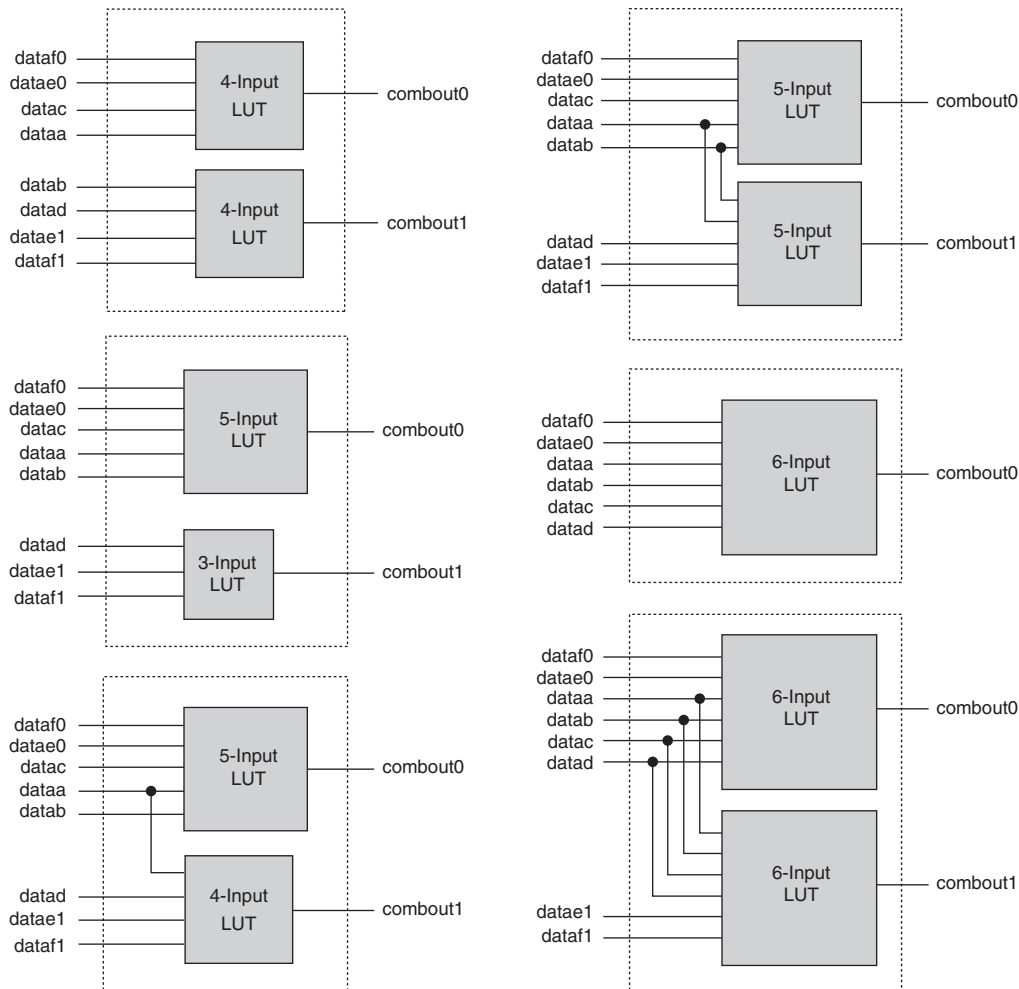 dataf0
datae0
datac
dataa
4-Input
LUT
combout0
datab
datad
datae1
dataf1
4-Input
LUT
combout1
dataf0
datae0
datac
dataa
datab
5-Input
LUT
combout0
datad
datae1
dataf1
3-Input
LUT
combout1
dataf0
datae0
datac
dataa
datab
5-Input
LUT
combout0
datad
datae1
dataf1
4-Input
LUT
combout1
dataf0
datae0
datac
dataa
datab
5-Input
LUT
combout0
datad
datae1
dataf1
5-Input
LUT
combout1
dataf0
datae0
dataa
datab
datac
datad
6-Input
LUT
combout0
dataf0
datae0
dataa
datab
datac
datad
6-Input
LUT
combout0
datae1
dataf1
6-Input
LUT
combout1